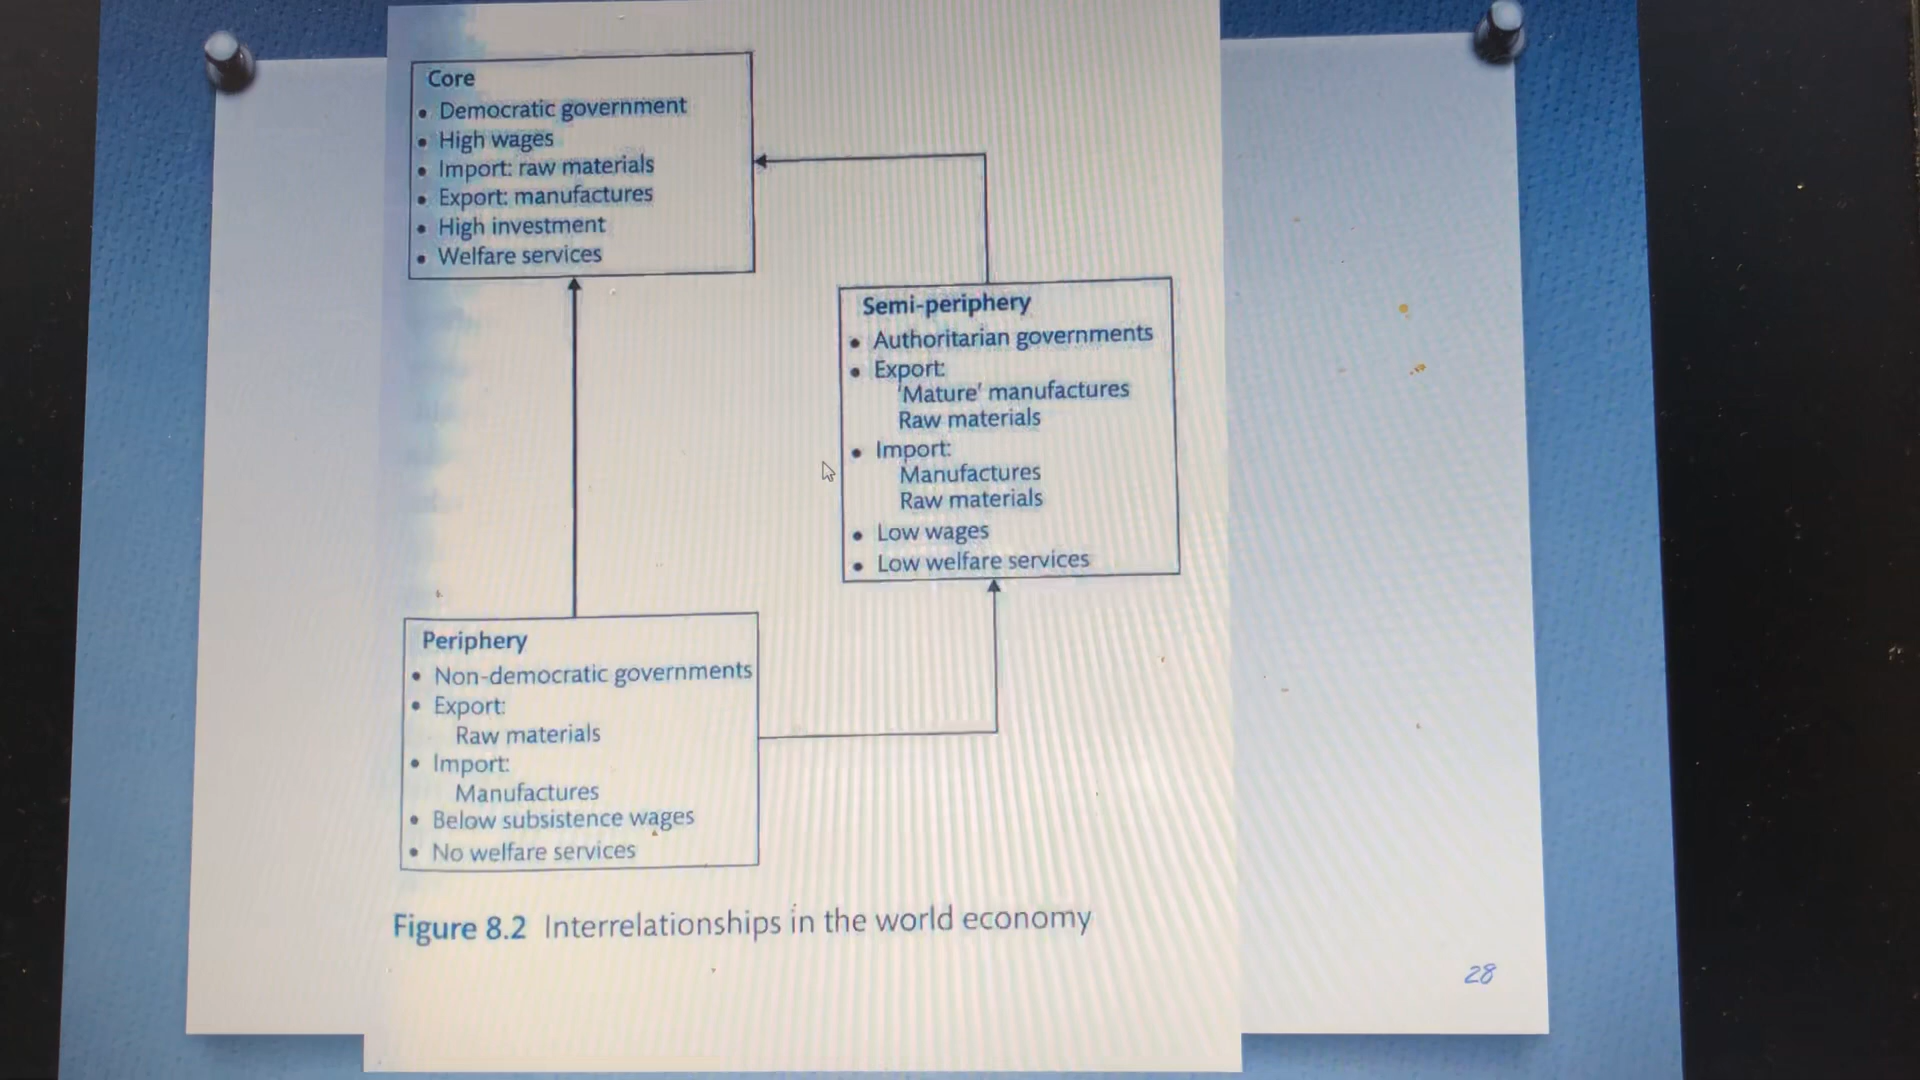 Core
• Democratic government
• High wages
• Import: raw materials
• Export: manufactures
• High investment
• Welfare services
Semi-periphery
• Authoritarian governments
• Export:
'Mature' manufactures
Raw materials
• Import:
Manufactures
Raw materials
• Low wages
• Low welfare services
Periphery
• Non-democratic governments
• Export:
Raw materials
• Import:
Manufactures
• Below subsistence wages
• No welfare services
Figure 8.2 Interrelationships in the world economy
28